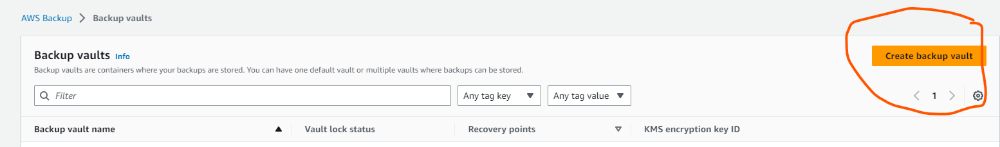 AWS Backup > Backup vaults
Backup vaults Info
Create backup vault
Backup vaults are containers where your backups are stored. You can have one default vault or multiple vaults where backups can be stored.
Filter
Any tag key
Any tag value
1
Backup vault name
Vault lock status
Recovery points
KMS encryption key ID